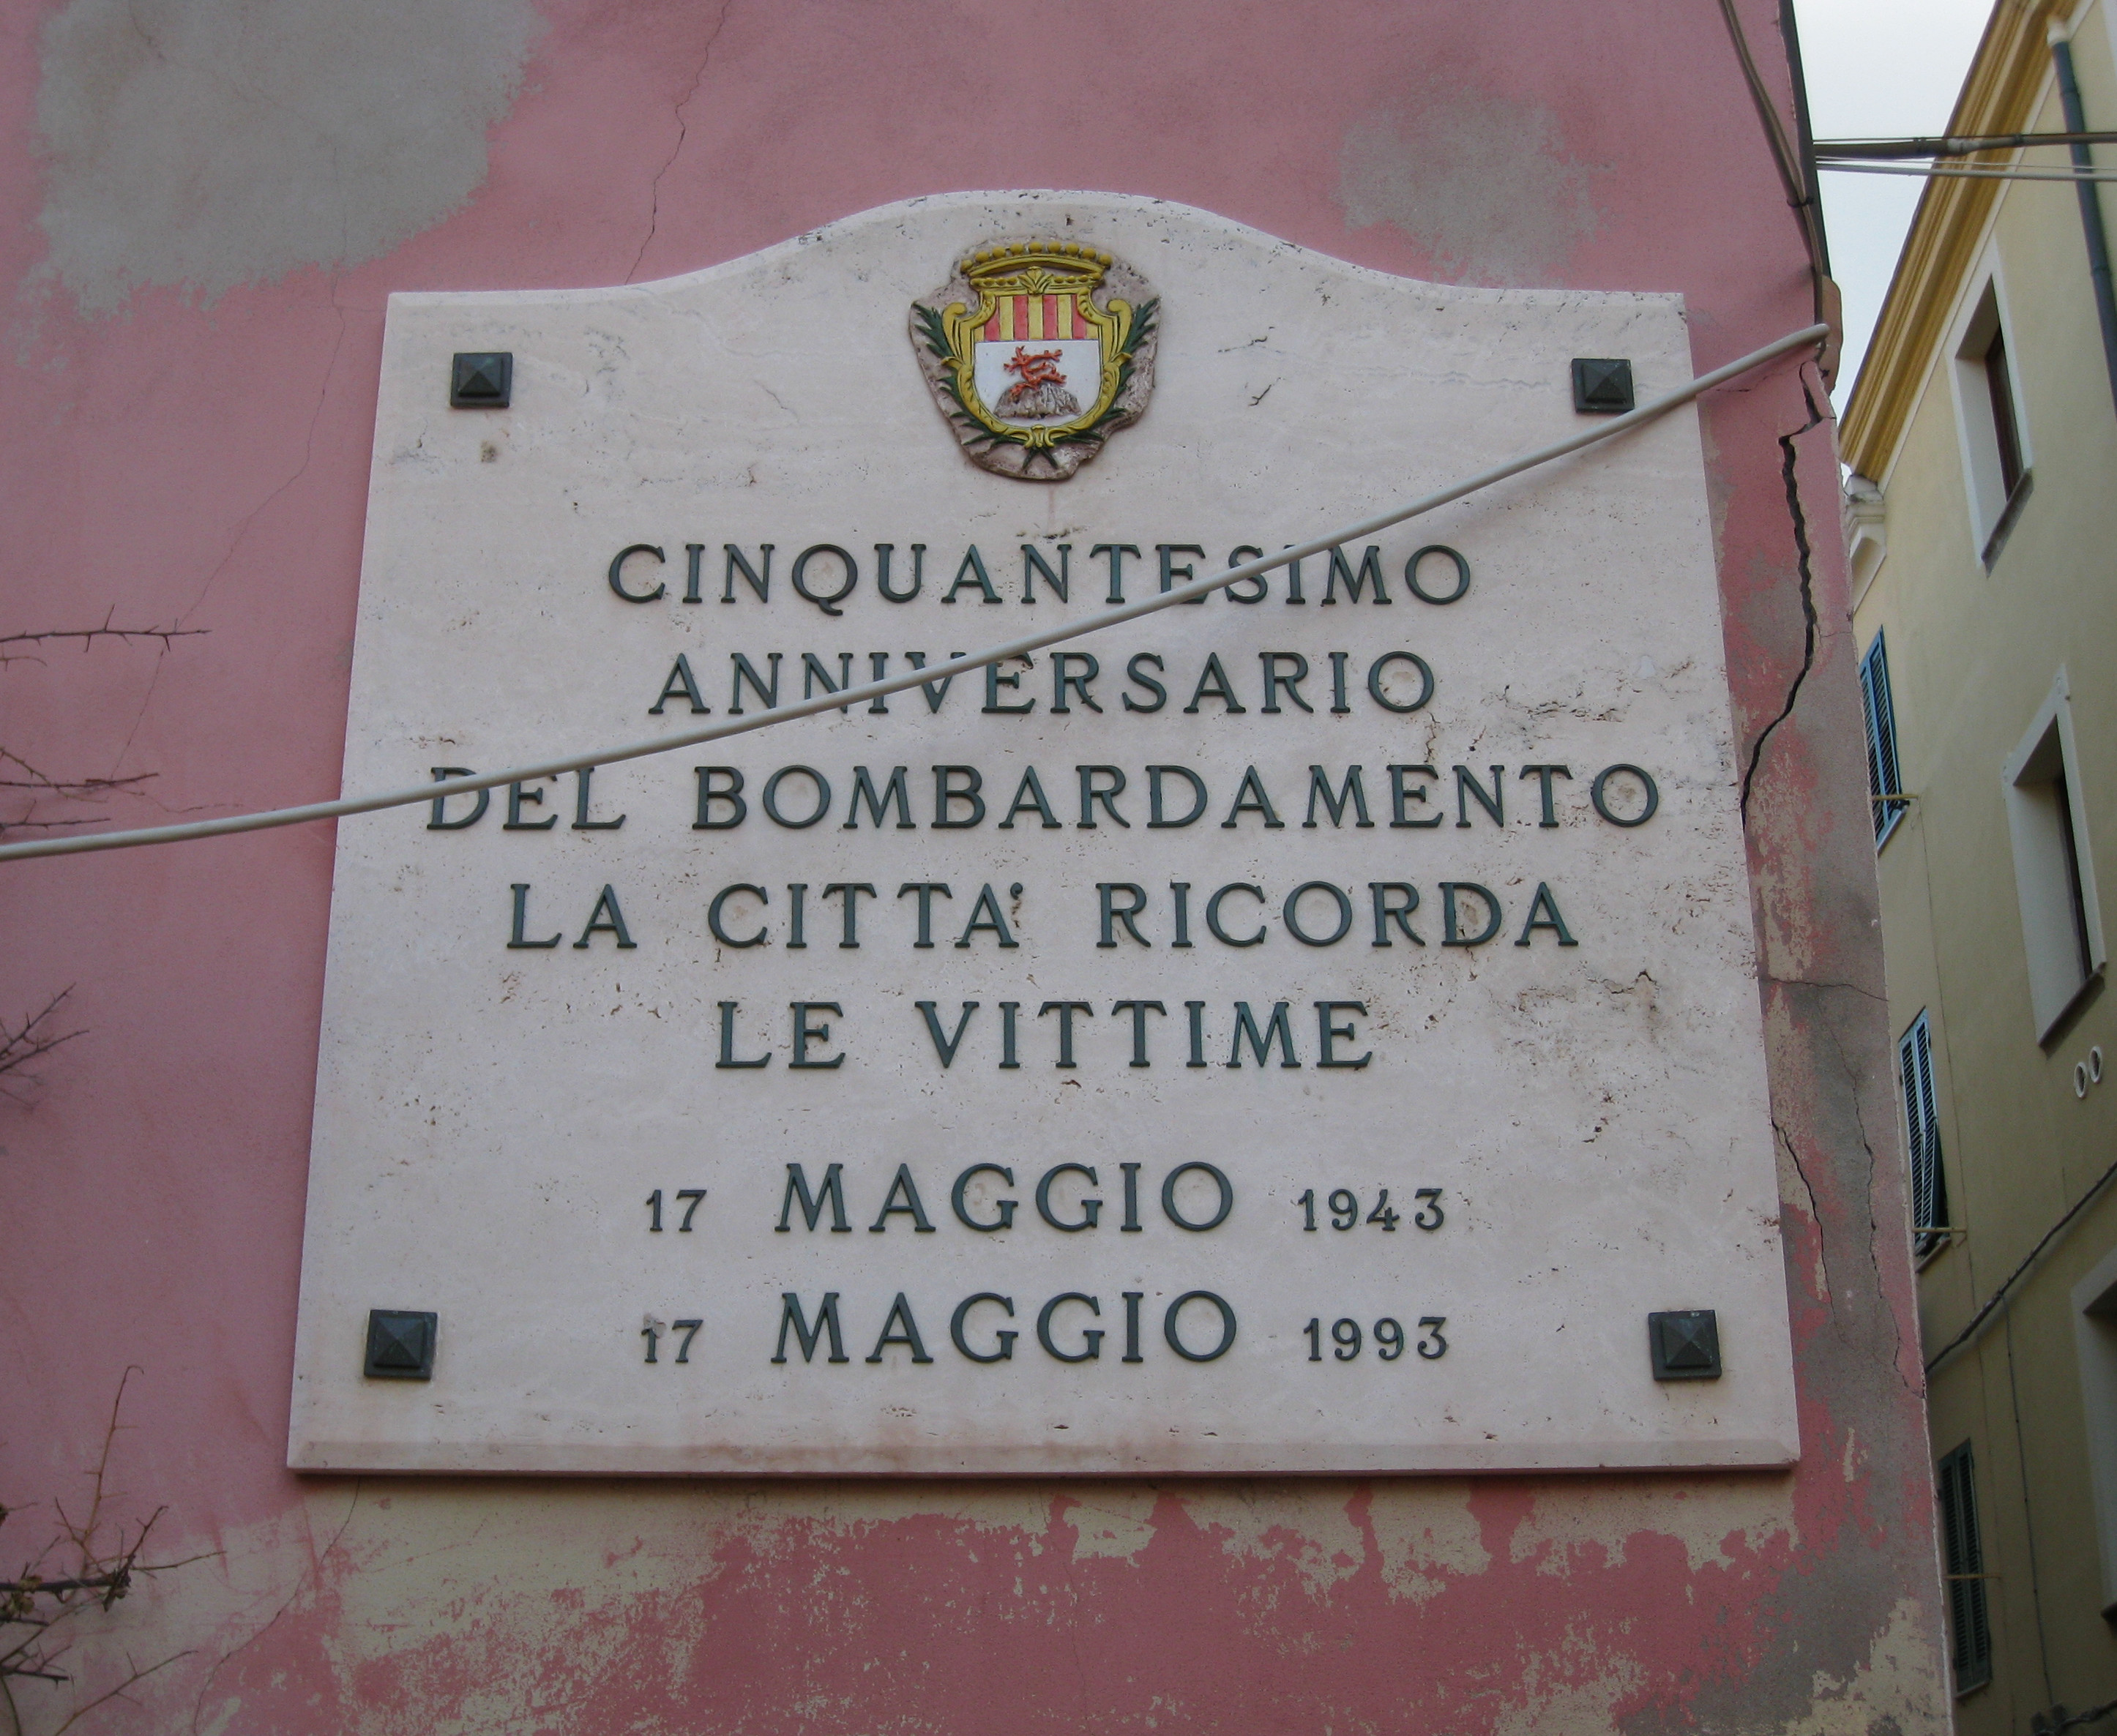 CINQUANTESIMO
ANNIVERSARIO
DEL BOMBARDAMENTO
LA CITTA' RICORDA
LE VITTIME
17 MAGGIO 1943
17 MAGGIO 1993